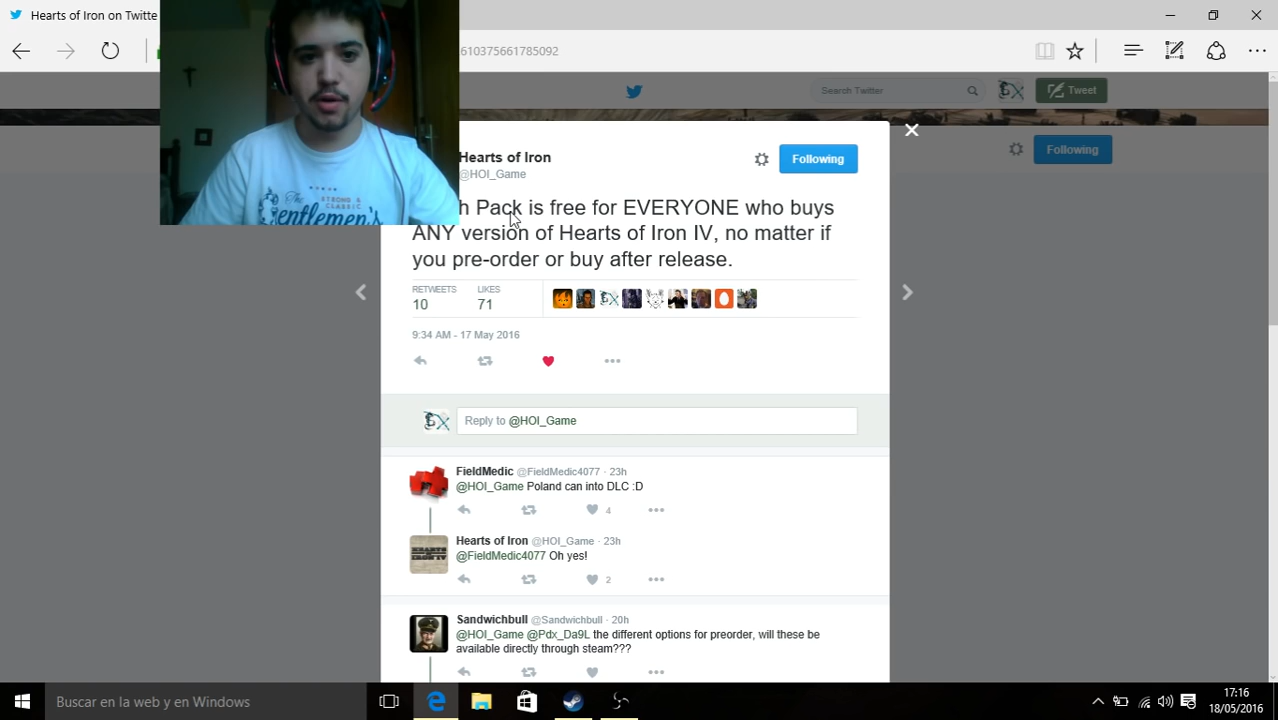 Hearts of Iron on Twitte
610375661785092
Search Twitter
Tweet
Following
STRONG &
CLASSIC
Gentlemen's
Hearts of Iron
@HOI_Game
Following
h Pack is free for EVERYONE who buys
ANY version of Hearts of Iron IV, no matter if
you pre-order or buy after release.
RETWEETS
10
LIKES
71
9:34 AM - 17 May 2016
Reply to @HOI_Game
FieldMedic @FieldMedic4077 · 23h
@HOI_Game Poland can into DLC :D
4
Hearts of Iron @HOI_Game · 23h
@FieldMedic4077 Oh yes!
2
Sandwichbull @Sandwichbull · 20h
@HOI_Game @Pdx_Da9L the different options for preorder, will these be
available directly through steam???
Buscar en la web y en Windows
17:16
18/05/2016